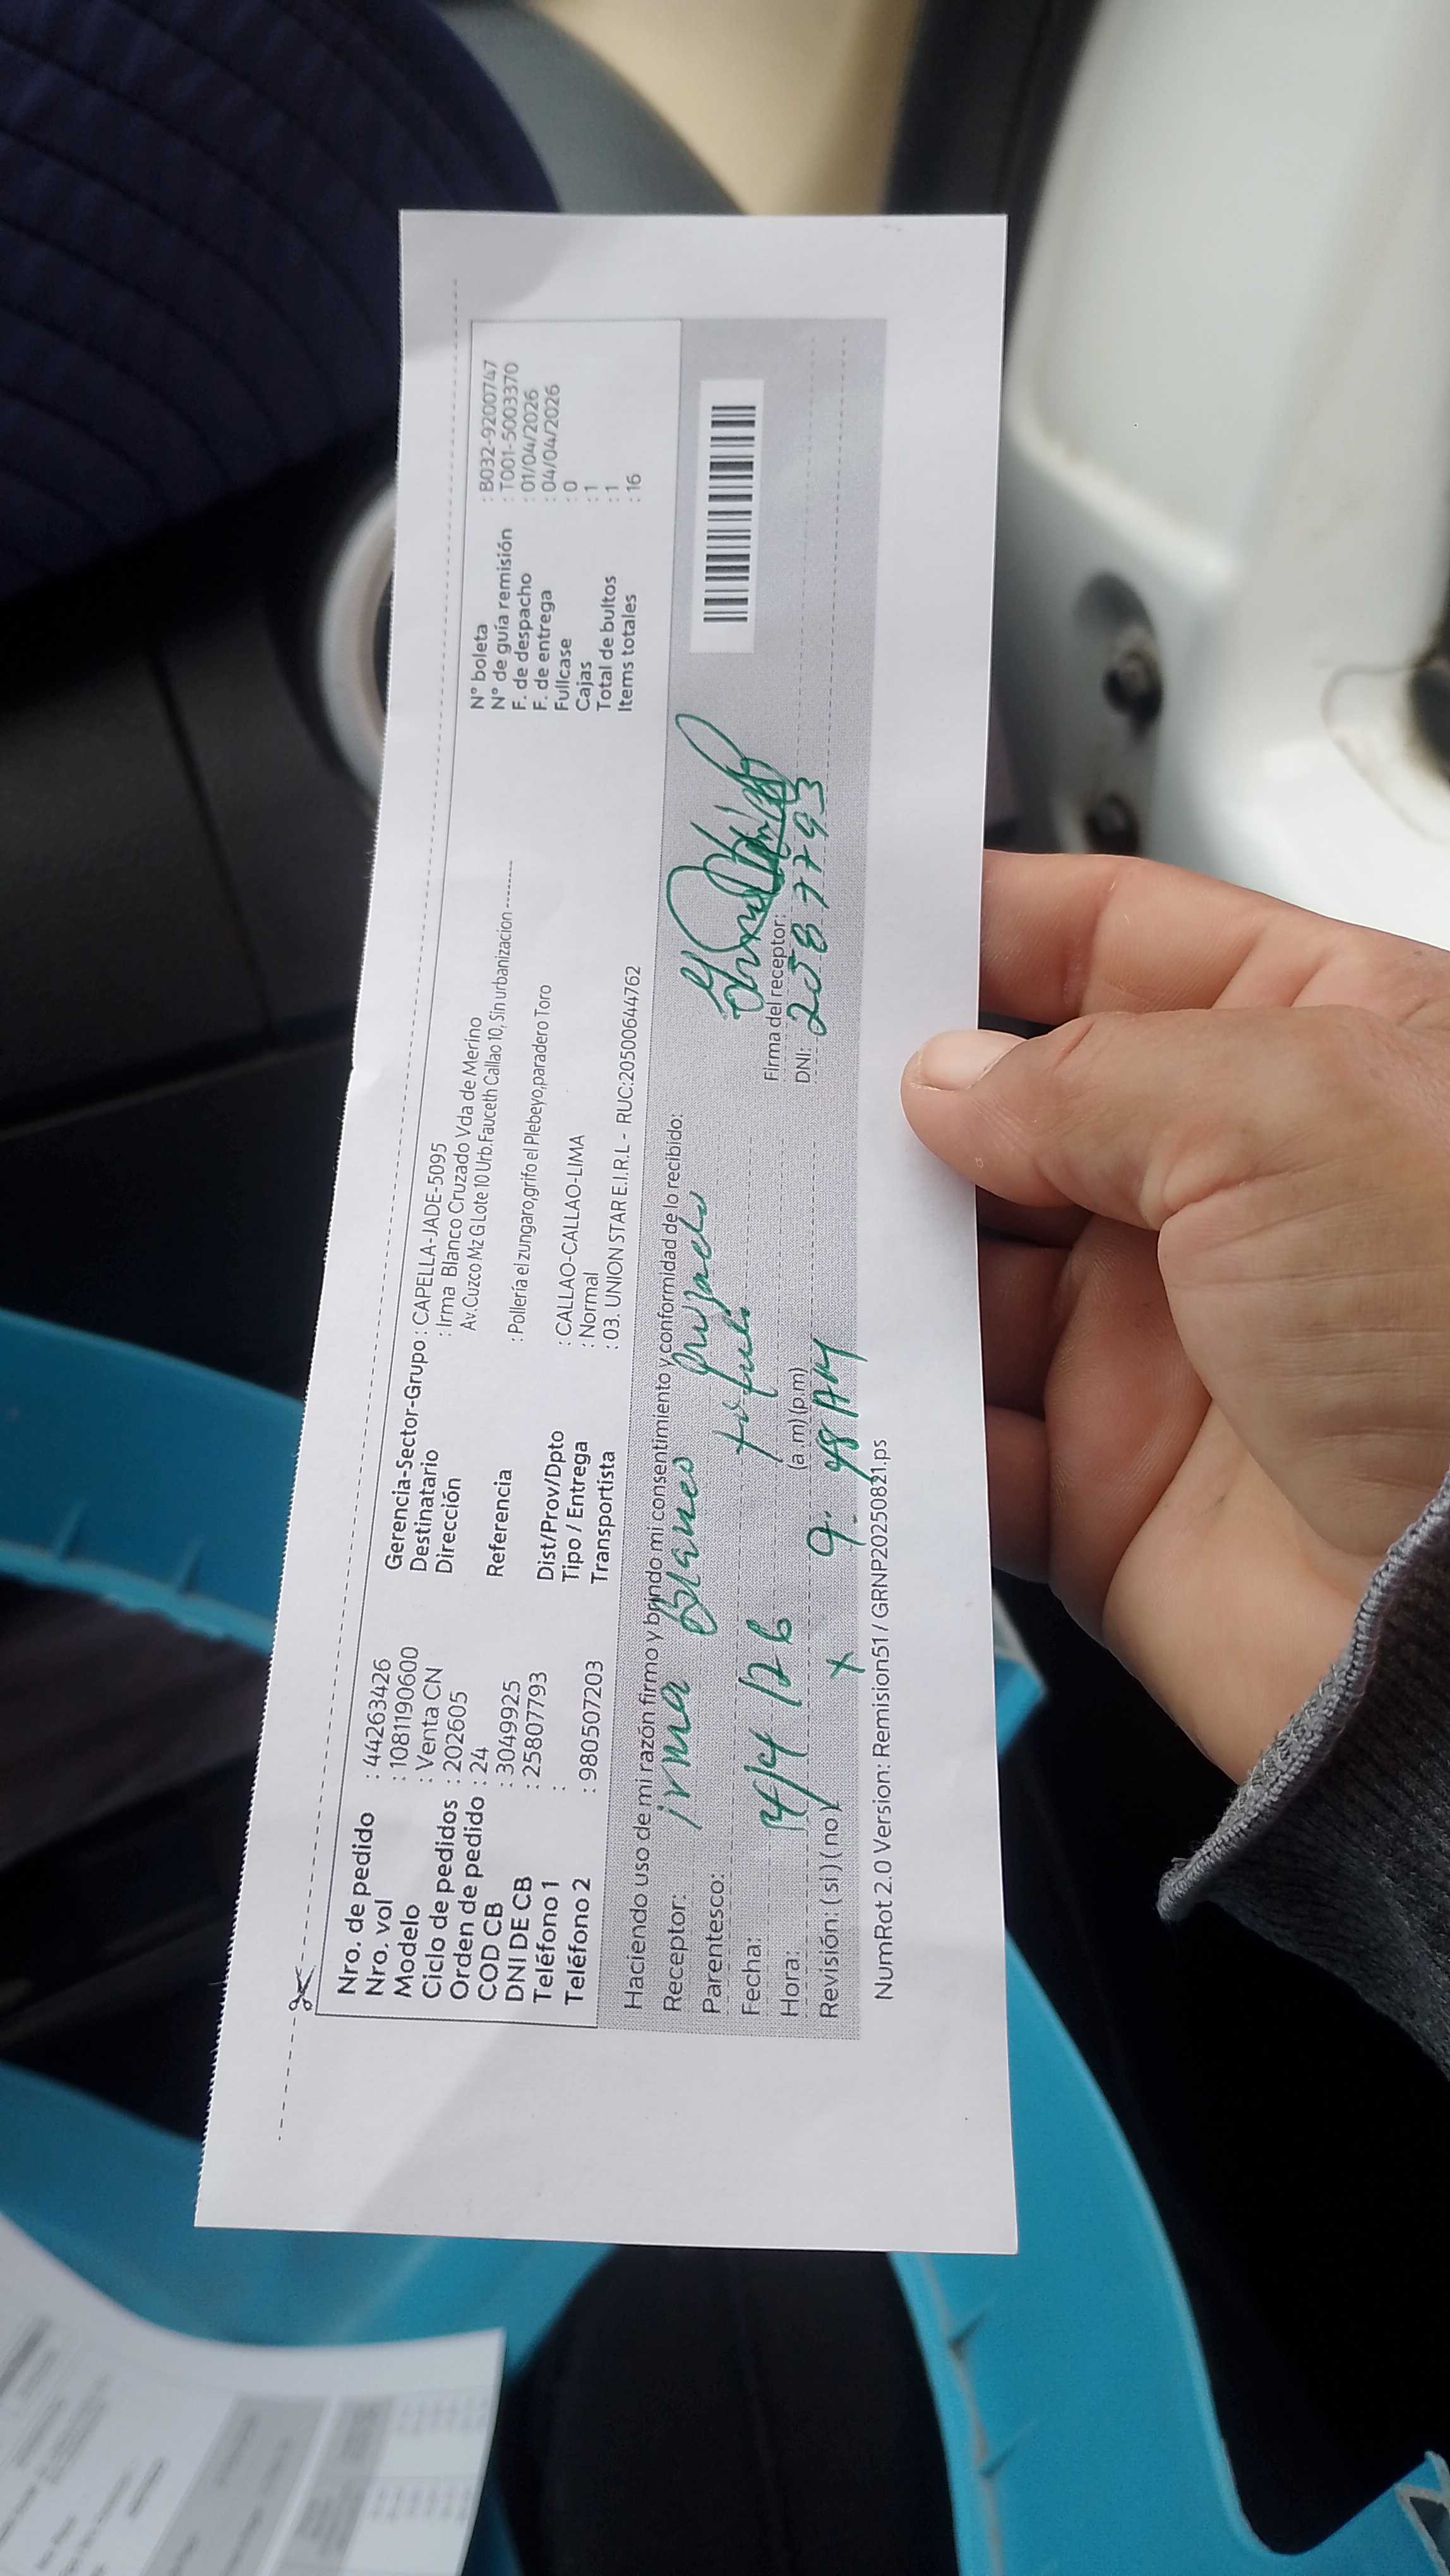 Nro. de pedido : 44263426
Nro. vol : 1081190600
Modelo : Venta CN
Ciclo de pedidos : 202605
Orden de pedido : 24
COD CB : 3049925
DNI DE CB : 25807793
Teléfono 1 :
Teléfono 2 : 980507203
Gerencia-Sector-Grupo : CAPELLA-JADE-5095
Destinatario : Irma Blanco Cruzado Vda de Merino
Dirección Av.Cuzco Mz G Lote 10 Urb.Fauceth Callao 10, Sin urbanizacion -------
Referencia : Pollería el zungaro,grifo el Plebeyo,paradero Toro
Dist/Prov/Dpto : CALLAO-CALLAO-LIMA
Tipo / Entrega : Normal
Transportista : 03. UNION STAR E.I.R.L - RUC:20500644762
N° boleta : B032-9200747
N° de guía remisión : T001-5003370
F. de despacho : 01/04/2026
F. de entrega : 04/04/2026
Fullcase : 0
Cajas : 1
Total de bultos : 1
Items totales : 16
Haciendo uso de mi razón firmo y brindo mi consentimiento y conformidad de lo recibido:
Receptor: irma Blanco
Parentesco:
Fecha:
Hora: (a.m) (p.m)
9. 48 AM
Revisión: ( si ) ( no )
Firma del receptor:
DNI:
NumRot 2.0 Version: Remision51 / GRNP20250821.ps